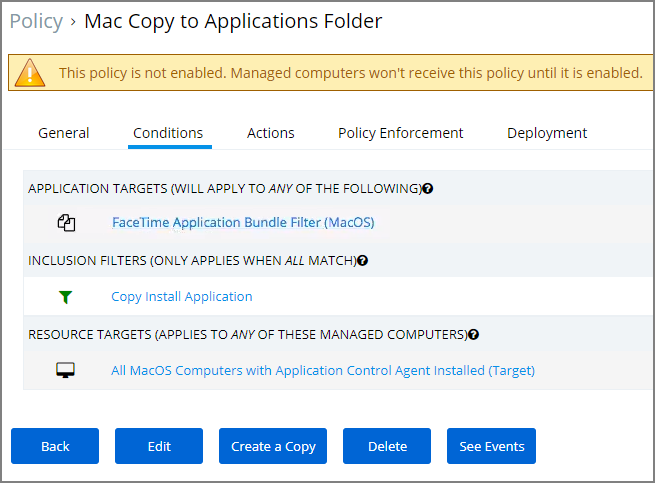 Policy › Mac Copy to Applications Folder
This policy is not enabled. Managed computers won't receive this policy until it is enabled.
General Conditions Actions Policy Enforcement Deployment
APPLICATION TARGETS (WILL APPLY TO ANY OF THE FOLLOWING)?
FaceTime Application Bundle Filter (MacOS)
INCLUSION FILTERS (ONLY APPLIES WHEN ALL MATCH)?
Copy Install Application
RESOURCE TARGETS (APPLIES TO ANY OF THESE MANAGED COMPUTERS)?
All MacOS Computers with Application Control Agent Installed (Target)
Back Edit Create a Copy Delete See Events